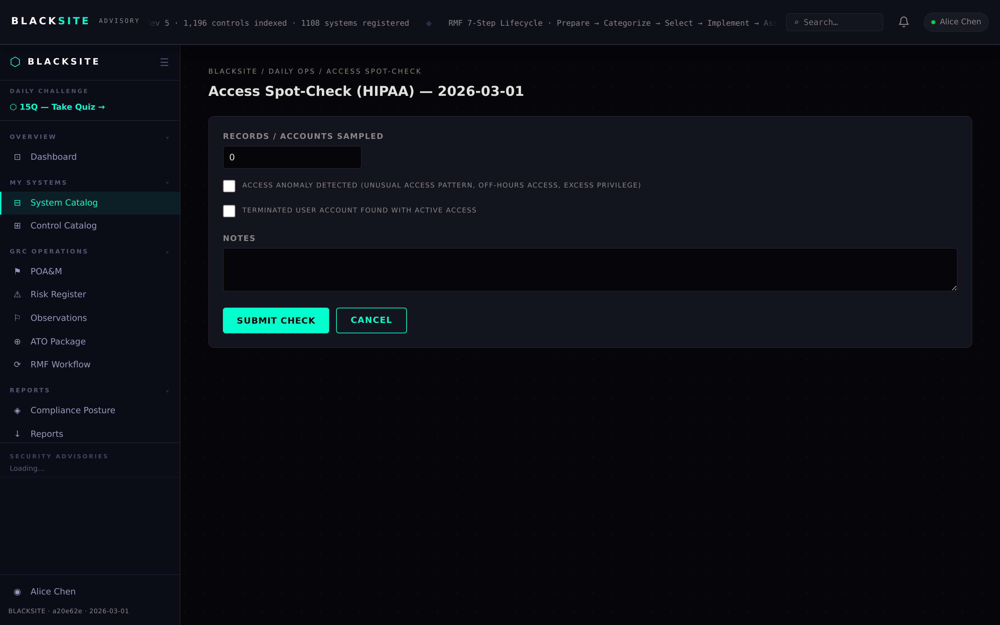 BLACKSITE ADVISORY
ev 5 · 1,196 controls indexed · 1108 systems registered ◆ RMF 7-Step Lifecycle · Prepare → Categorize → Select → Implement → Ass
Search…
Alice Chen
BLACKSITE
DAILY CHALLENGE
15Q — Take Quiz →
OVERVIEW
Dashboard
MY SYSTEMS
System Catalog
Control Catalog
GRC OPERATIONS
POA&M
Risk Register
Observations
ATO Package
RMF Workflow
REPORTS
Compliance Posture
Reports
SECURITY ADVISORIES
Loading…
Alice Chen
BLACKSITE · a20e62e · 2026-03-01
BLACKSITE / DAILY OPS / ACCESS SPOT-CHECK
Access Spot-Check (HIPAA) — 2026-03-01
RECORDS / ACCOUNTS SAMPLED
0
ACCESS ANOMALY DETECTED (UNUSUAL ACCESS PATTERN, OFF-HOURS ACCESS, EXCESS PRIVILEGE)
TERMINATED USER ACCOUNT FOUND WITH ACTIVE ACCESS
NOTES
SUBMIT CHECK
CANCEL